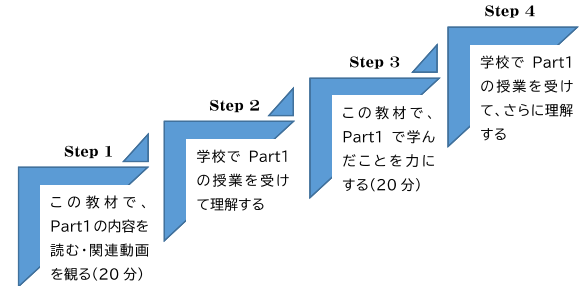 Step 1
この教材で、
Part1の内容を
読む・関連動画
を観る(20分)
Step 2
学校で Part1
の授業を受け
て理解する
Step 3
この教材で、
Part1 で学ん
だことを力に
する(20分)
Step 4
学校で Part1
の授業を受け
て、さらに理解
する